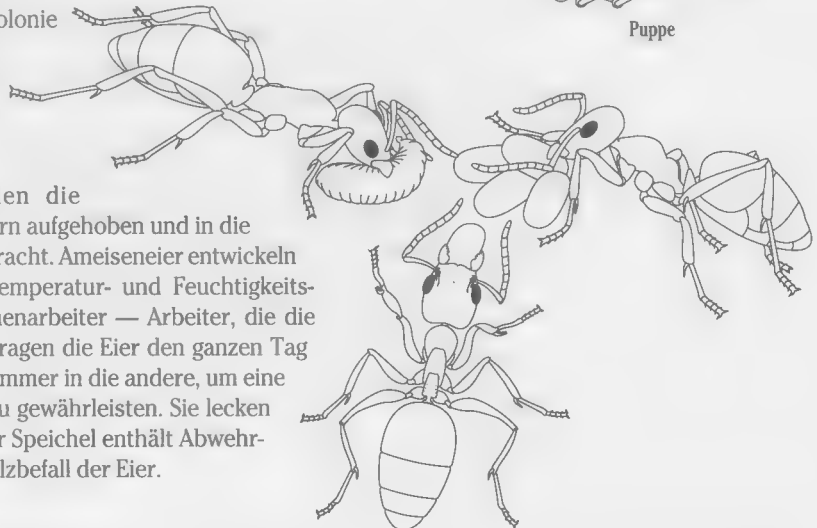 olonie
Puppe
en die
rn aufgehoben und in die
racht. Ameiseneier entwickeln
emperatur- und Feuchtigkeits-
enarbeiter — Arbeiter, die die
ragen die Eier den ganzen Tag
mmer in die andere, um eine
u gewährleisten. Sie lecken
r Speichel enthält Abwehr-
lzbefall der Eier.